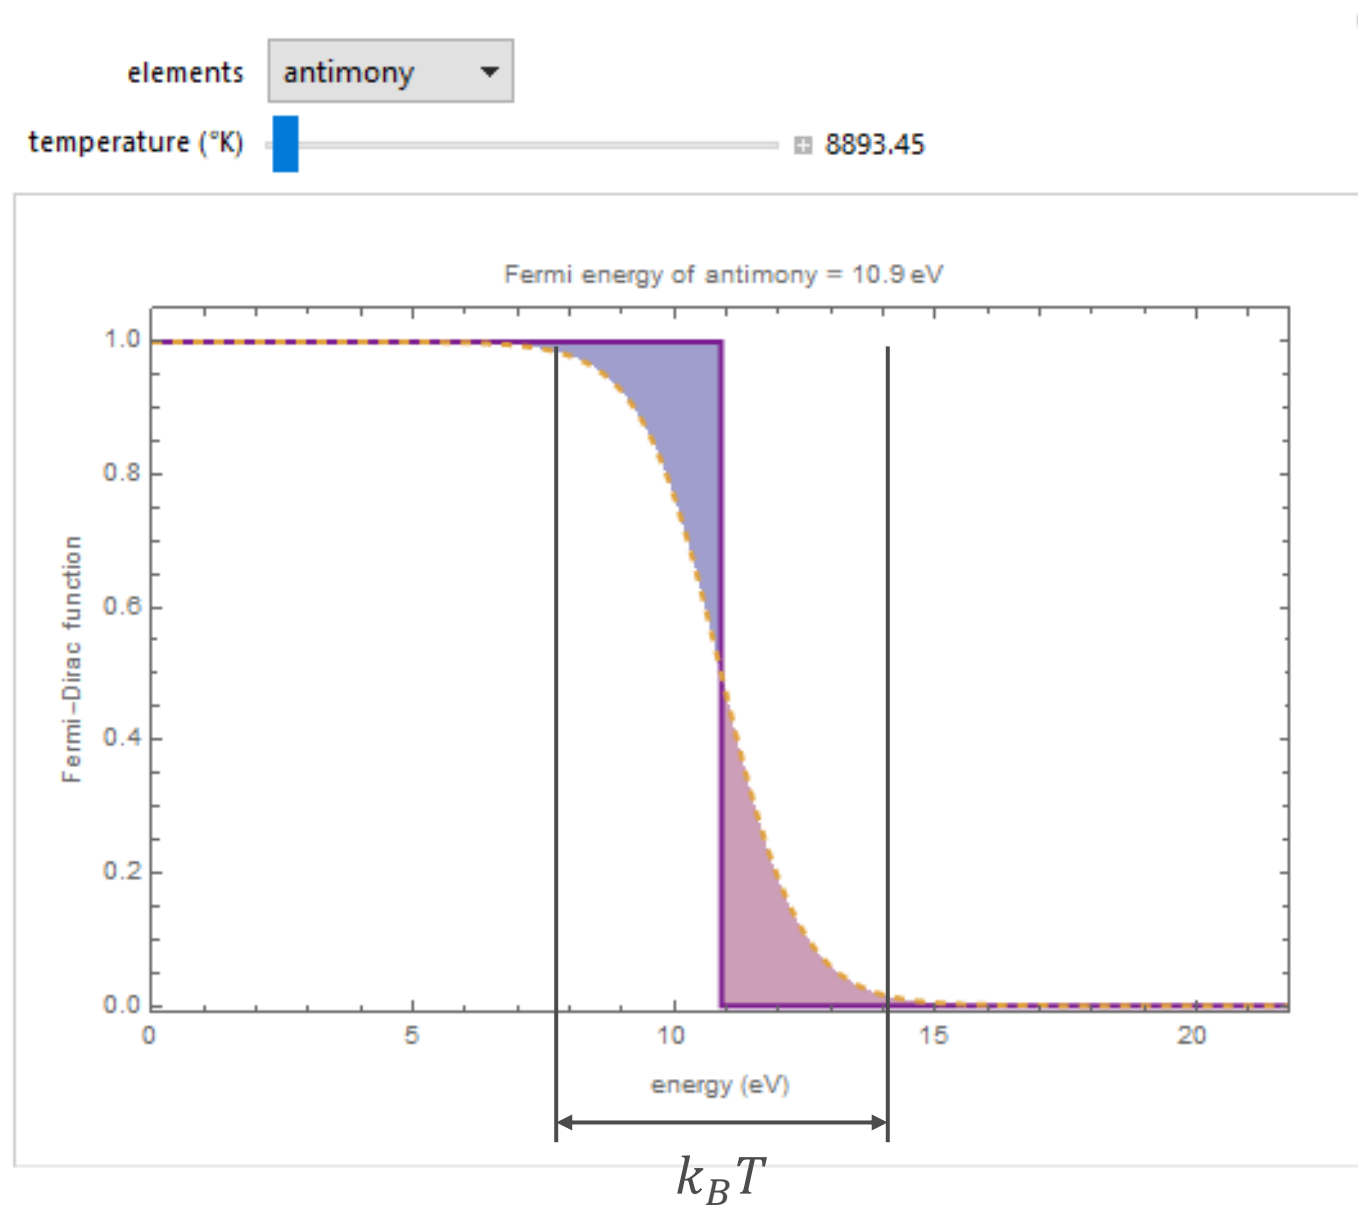 elements antimony
temperature (°K) 8893.45
Fermi energy of antimony = 10.9 eV
1.0
0.8
0.6
0.4
0.2
0.0
Fermi-Dirac function
0 5 10 15 20
energy (eV)
k_B T